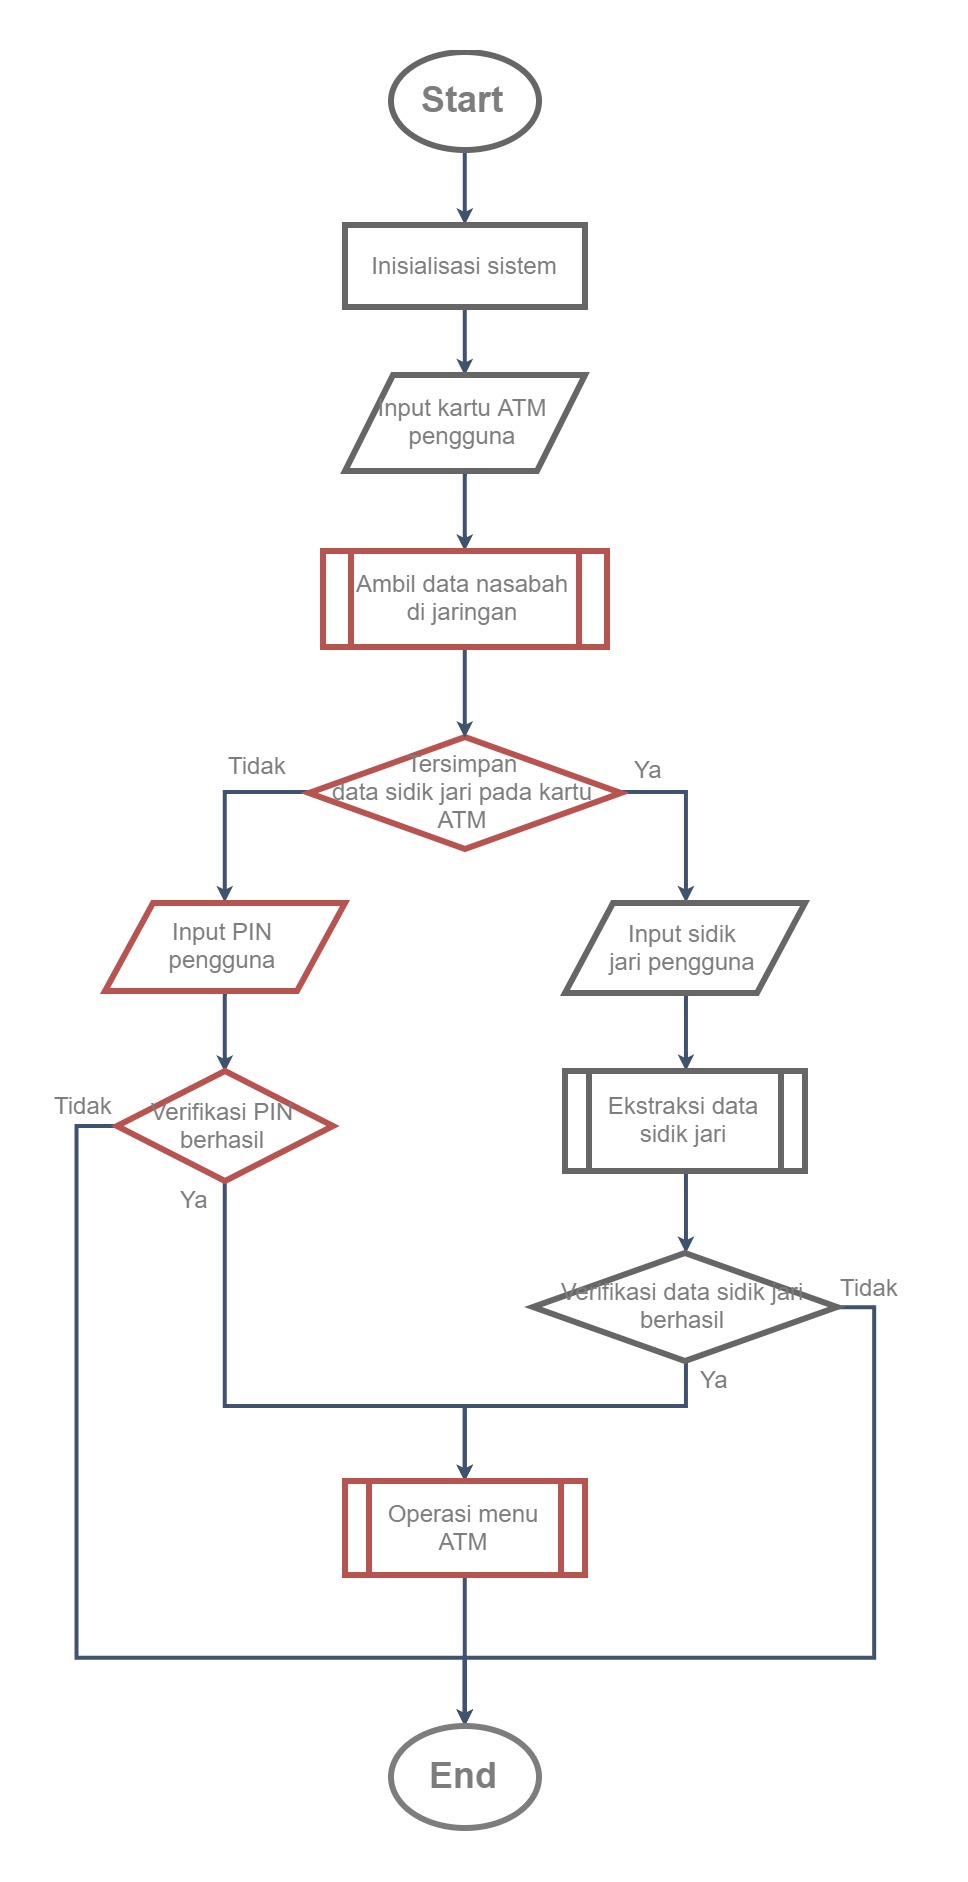 Start
Inisialisasi sistem
Input kartu ATM
pengguna
Ambil data nasabah
di jaringan
Tidak
Tersimpan
data sidik jari pada kartu
ATM
Ya
Input PIN
pengguna
Input sidik
jari pengguna
Tidak
Verifikasi PIN
berhasil
Ya
Ekstraksi data
sidik jari
Verifikasi data sidik jari
berhasil
Tidak
Ya
Operasi menu
ATM
End